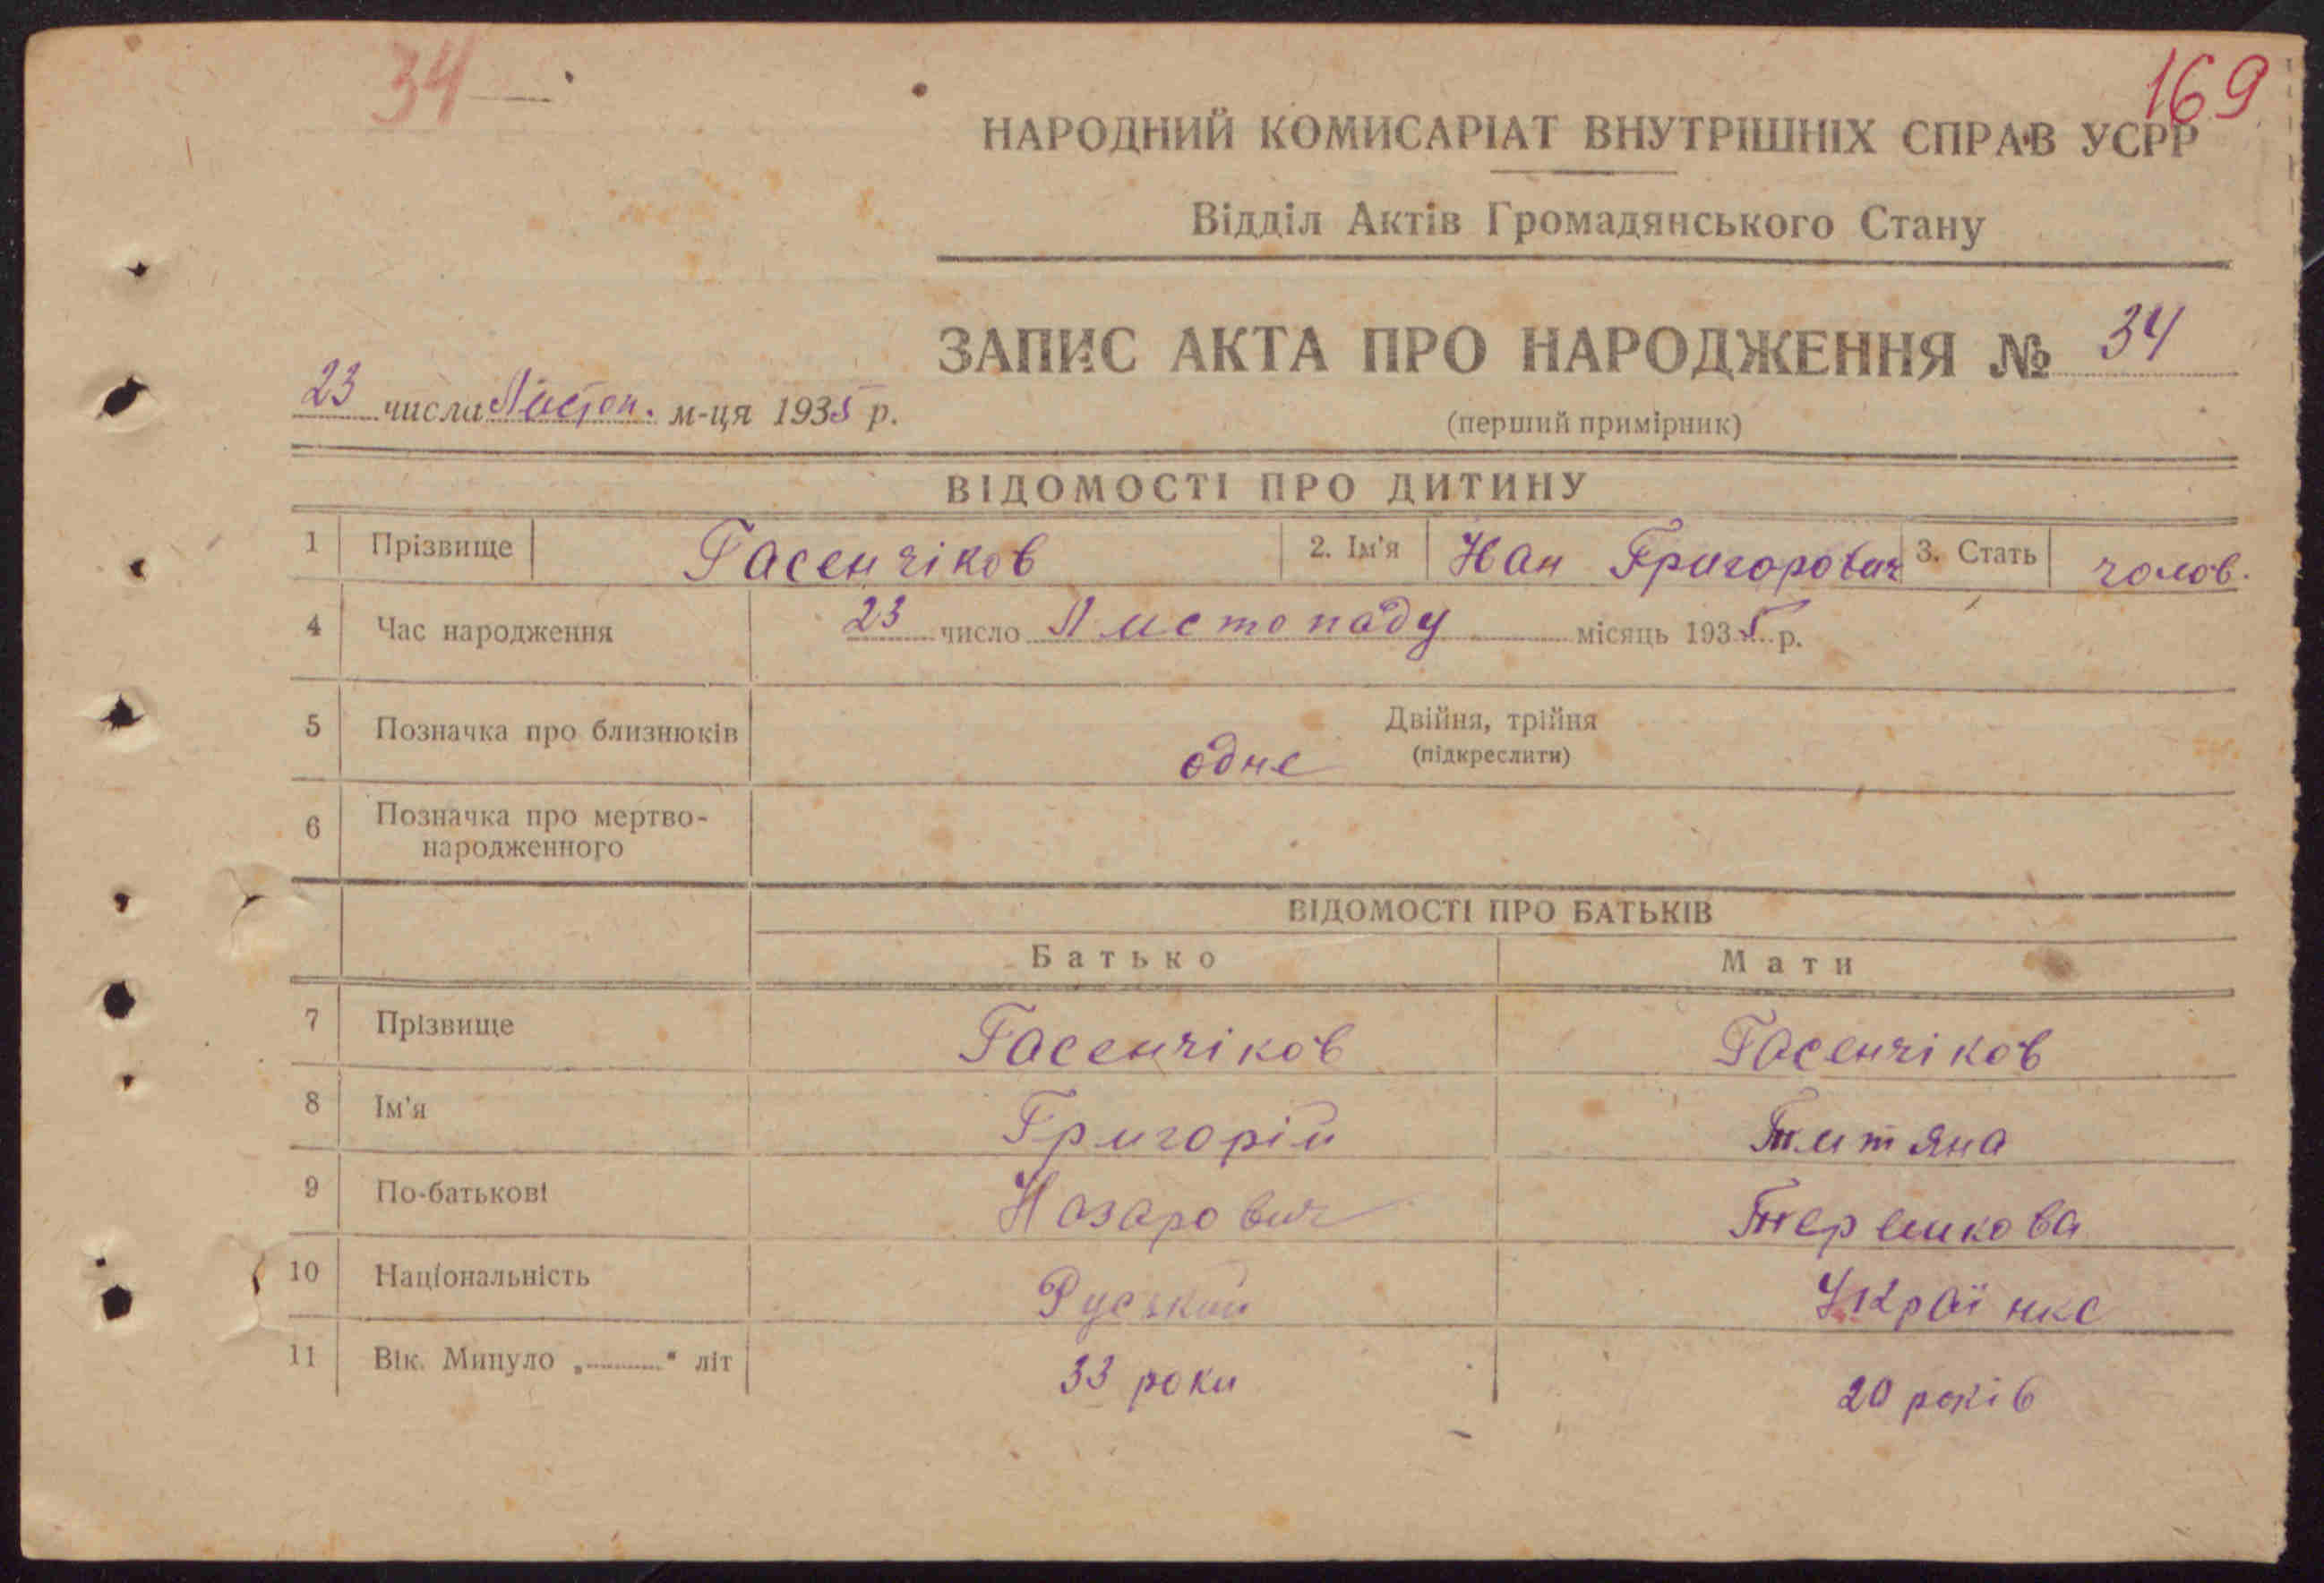 34
169
НАРОДНИЙ КОМИСАРІАТ ВНУТРІШНІХ СПРАВ УСРР
Відділ Актів Громадянського Стану
ЗАПИС АКТА ПРО НАРОДЖЕННЯ № 34
23 числа Листоп. м-ця 1935 р.
(перший примірник)
ВІДОМОСТІ ПРО ДИТИНУ
1 Прізвище Гасенчіков 2. Ім'я Нан Григорович 3. Стать чолов.
4 Час народження 23 число Листопаду місяць 1935 р.
5 Позначка про близнюків одне Двійня, трійня
(підкреслити)
6 Позначка про мертво-
народженного
ВІДОМОСТІ ПРО БАТЬКІВ
Батько Мати
7 Прізвище Гасенчіков Гасенчіков
8 Ім'я Григорій Титяна
9 По-батькові Назарович Терешкова
10 Національність Руський Українкс
11 Вік. Минуло „ " літ 33 роки 20 років